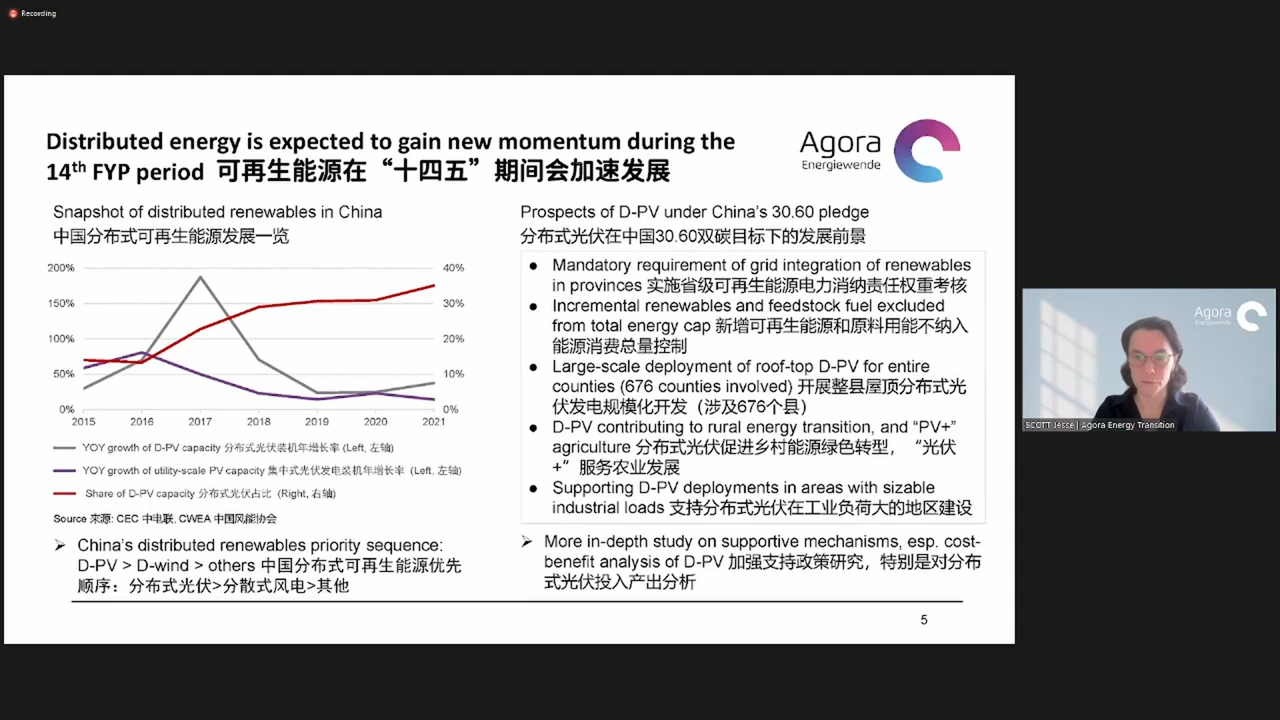 Recording
Distributed energy is expected to gain new momentum during the
14th FYP period 可再生能源在“十四五”期间会加速发展
Agora
Energiewende
Snapshot of distributed renewables in China
中国分布式可再生能源发展一览
200%
150%
100%
50%
0%
40%
30%
20%
10%
0%
2015 2016 2017 2018 2019 2020 2021
YOY growth of D-PV capacity 分布式光伏装机年增长率 (Left, 左轴)
YOY growth of utility-scale PV capacity 集中式光伏发电装机年增长率 (Left, 左轴)
Share of D-PV capacity 分布式光伏占比 (Right, 右轴)
Source 来源: CEC 中电联, CWEA 中国风能协会
➢ China’s distributed renewables priority sequence:
D-PV > D-wind > others 中国分布式可再生能源优先
顺序：分布式光伏>分散式风电>其他
Prospects of D-PV under China’s 30.60 pledge
分布式光伏在中国30.60双碳目标下的发展前景
● Mandatory requirement of grid integration of renewables
in provinces 实施省级可再生能源电力消纳责任权重考核
● Incremental renewables and feedstock fuel excluded
from total energy cap 新增可再生能源和原料用能不纳入
能源消费总量控制
● Large-scale deployment of roof-top D-PV for entire
counties (676 counties involved) 开展整县屋顶分布式光
伏发电规模化开发（涉及676个县）
● D-PV contributing to rural energy transition, and “PV+”
agriculture 分布式光伏促进乡村能源绿色转型，“光伏
+”服务农业发展
● Supporting D-PV deployments in areas with sizable
industrial loads 支持分布式光伏在工业负荷大的地区建设
➢ More in-depth study on supportive mechanisms, esp. cost-
benefit analysis of D-PV 加强支持政策研究，特别是对分布
式光伏投入产出分析
5
Agora
Energiewende
SCOTT Jesse | Agora Energy Transition